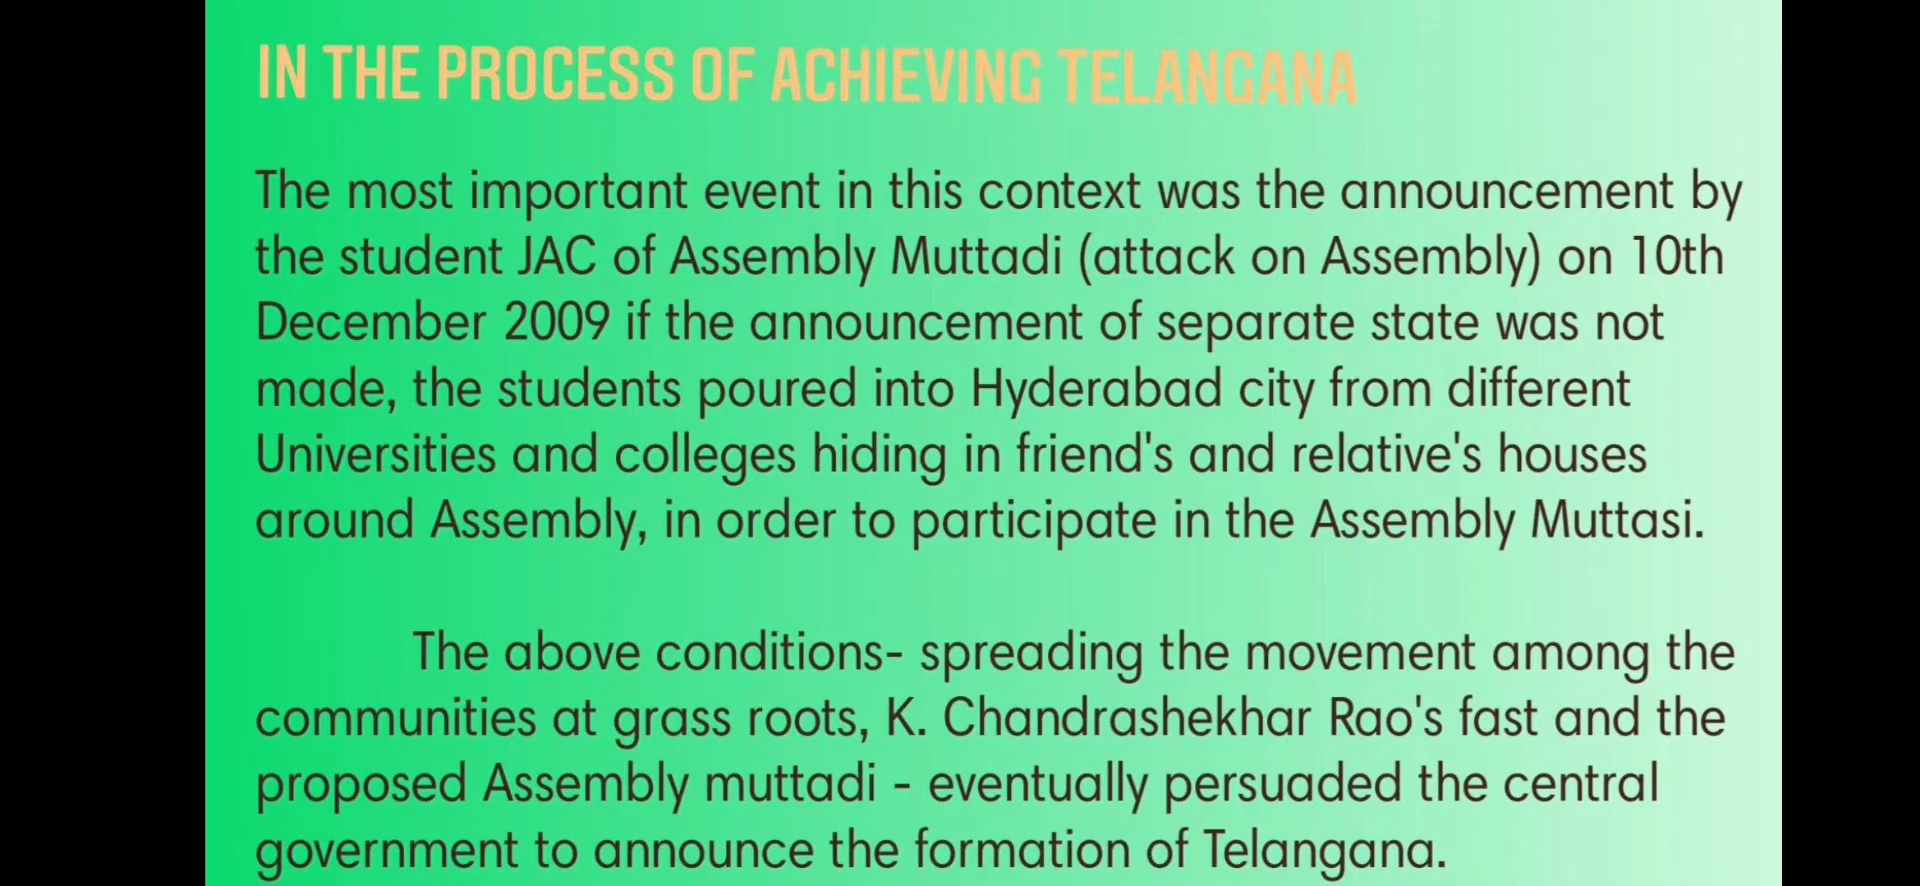 IN THE PROCESS OF ACHIEVING TELANGANA
The most important event in this context was the announcement by
the student JAC of Assembly Muttadi (attack on Assembly) on 10th
December 2009 if the announcement of separate state was not
made, the students poured into Hyderabad city from different
Universities and colleges hiding in friend's and relative's houses
around Assembly, in order to participate in the Assembly Muttasi.
The above conditions- spreading the movement among the
communities at grass roots, K. Chandrashekhar Rao's fast and the
proposed Assembly muttadi - eventually persuaded the central
government to announce the formation of Telangana.